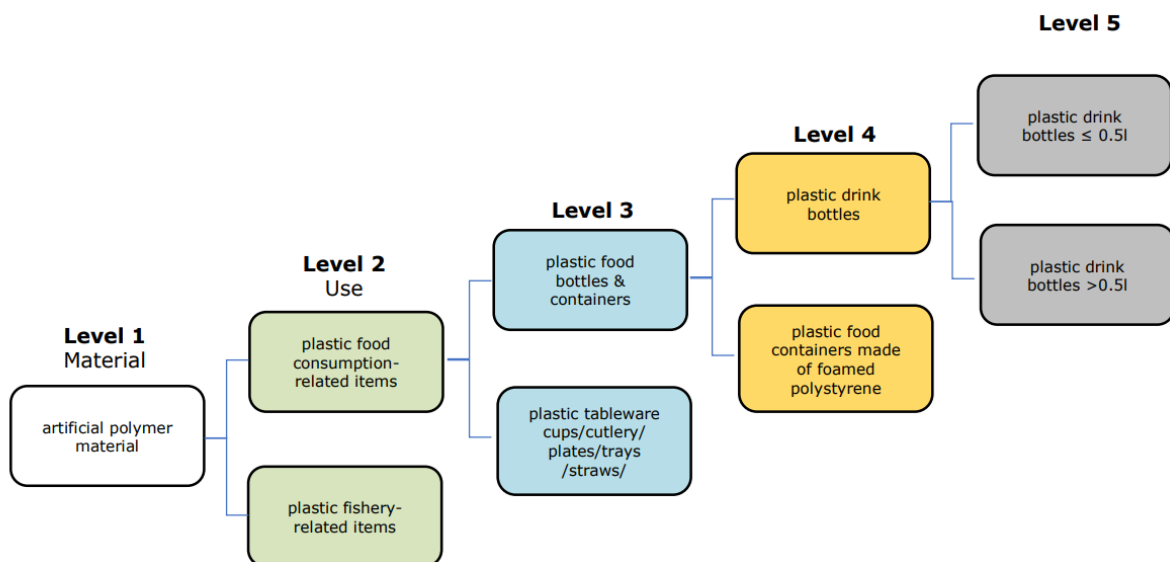 Level 1
Material
artificial polymer
material
Level 2
Use
plastic food
consumption-
related items
plastic fishery-
related items
Level 3
plastic food
bottles &
containers
plastic tableware
cups/cutlery/
plates/trays
/straws/
Level 4
plastic drink
bottles
plastic food
containers made
of foamed
polystyrene
Level 5
plastic drink
bottles ≤ 0.5l
plastic drink
bottles >0.5l